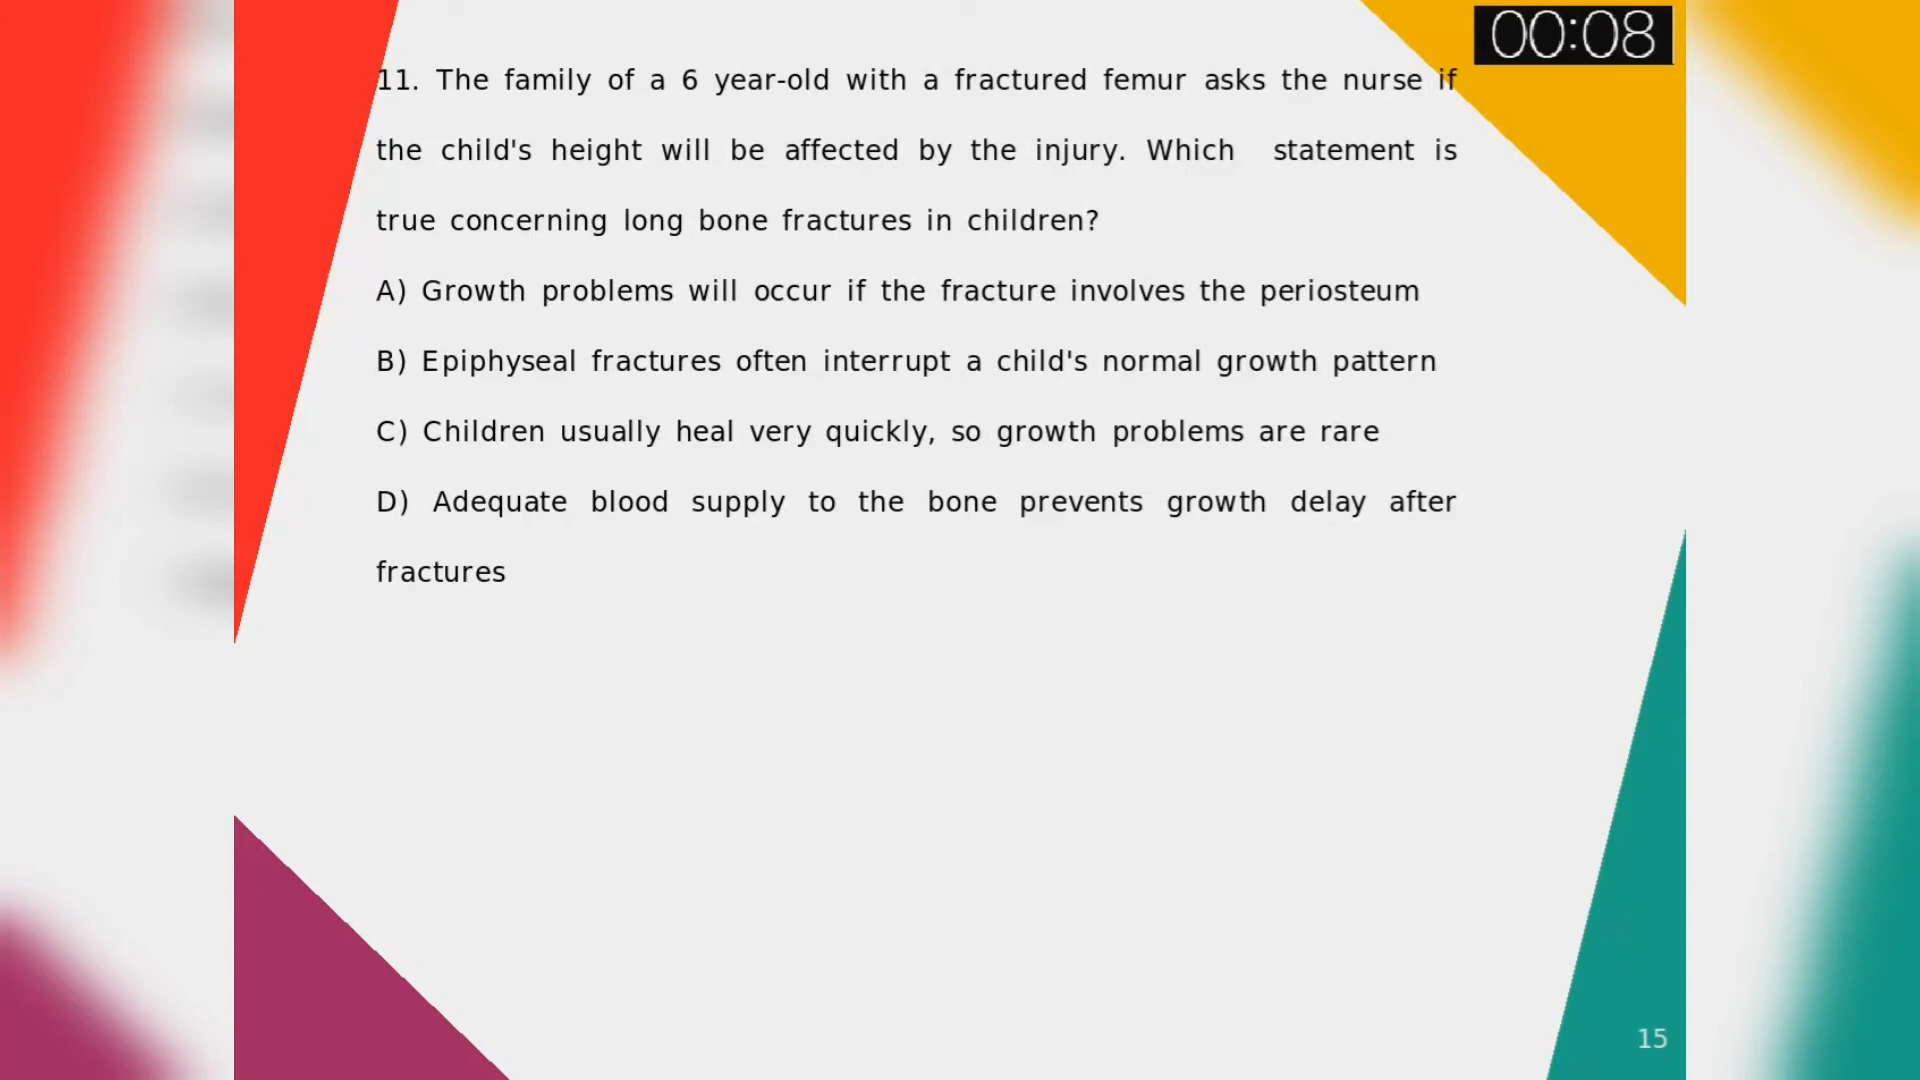 00:08
11. The family of a 6 year-old with a fractured femur asks the nurse if
the child's height will be affected by the injury. Which statement is
true concerning long bone fractures in children?
A) Growth problems will occur if the fracture involves the periosteum
B) Epiphyseal fractures often interrupt a child's normal growth pattern
C) Children usually heal very quickly, so growth problems are rare
D) Adequate blood supply to the bone prevents growth delay after
fractures
15